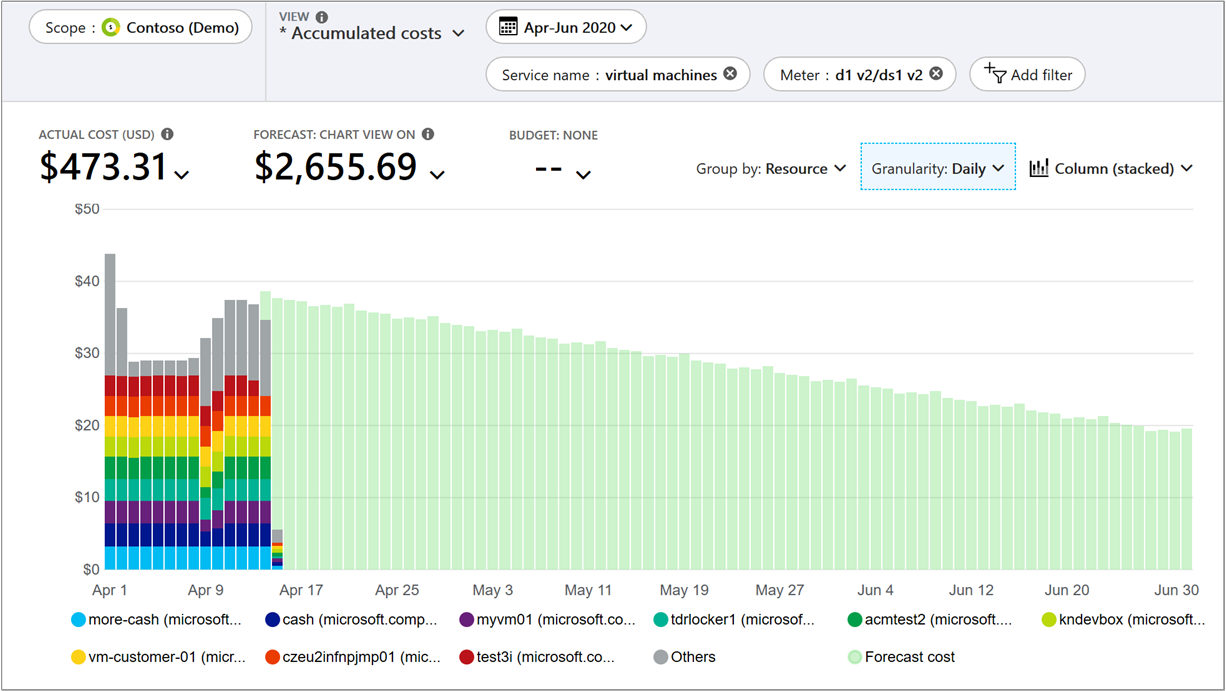 Scope : Contoso (Demo)
VIEW
* Accumulated costs
Apr-Jun 2020
Service name : virtual machines
Meter : d1 v2/ds1 v2
Add filter
ACTUAL COST (USD)
$473.31
FORECAST: CHART VIEW ON
$2,655.69
BUDGET: NONE
--
Group by: Resource
Granularity: Daily
Column (stacked)
$50
$40
$30
$20
$10
$0
Apr 1 Apr 9 Apr 17 Apr 25 May 3 May 11 May 19 May 27 Jun 4 Jun 12 Jun 20 Jun 30
more-cash (microsoft... cash (microsoft.comp... myvm01 (microsoft.co... tdrlocker1 (microsof... acmtest2 (microsoft.... kndevbox (microsoft...
vm-customer-01 (micr... czeu2infnpjmp01 (mic... test3i (microsoft.co... Others Forecast cost